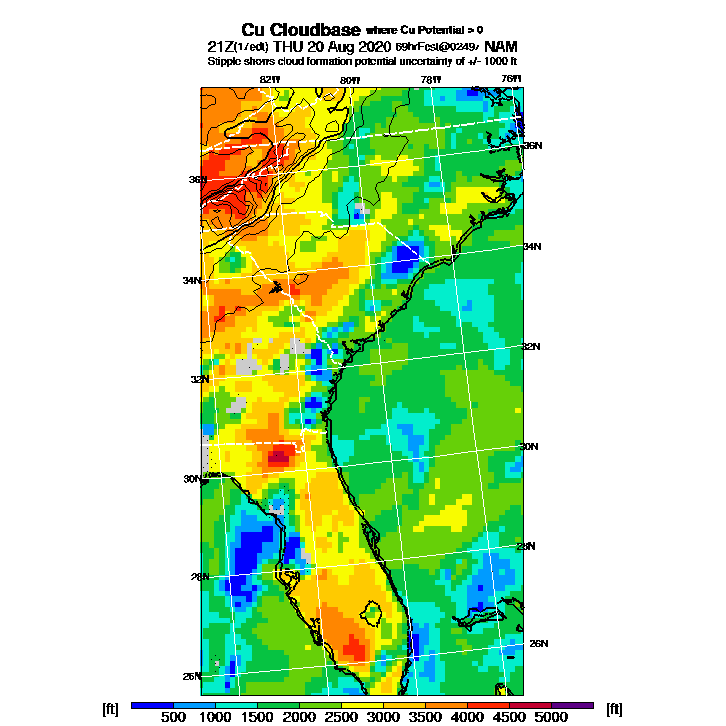 Cu Cloudbase where Cu Potential > 0
21Z(17edt) THU 20 Aug 2020 69hrFcst@0249z NAM
Stipple shows cloud formation potential uncertainty of +/- 1000 ft
82W 80W 78W 76W
36N
36N
34N
34N
32N
32N
30N
30N
28N
28N
26N
26N
[ft] 500 1000 1500 2000 2500 3000 3500 4000 4500 5000 [ft]